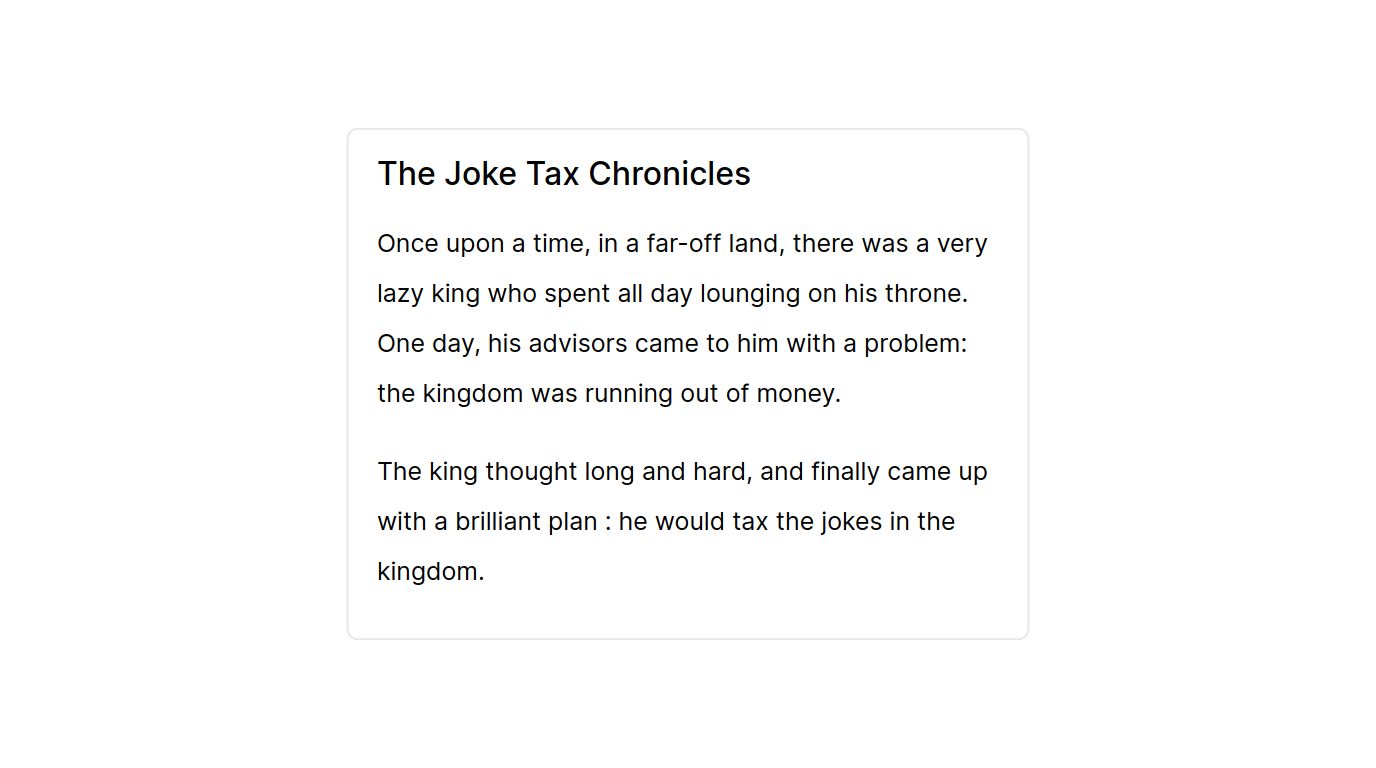 The Joke Tax Chronicles
Once upon a time, in a far-off land, there was a very
lazy king who spent all day lounging on his throne.
One day, his advisors came to him with a problem:
the kingdom was running out of money.
The king thought long and hard, and finally came up
with a brilliant plan : he would tax the jokes in the
kingdom.